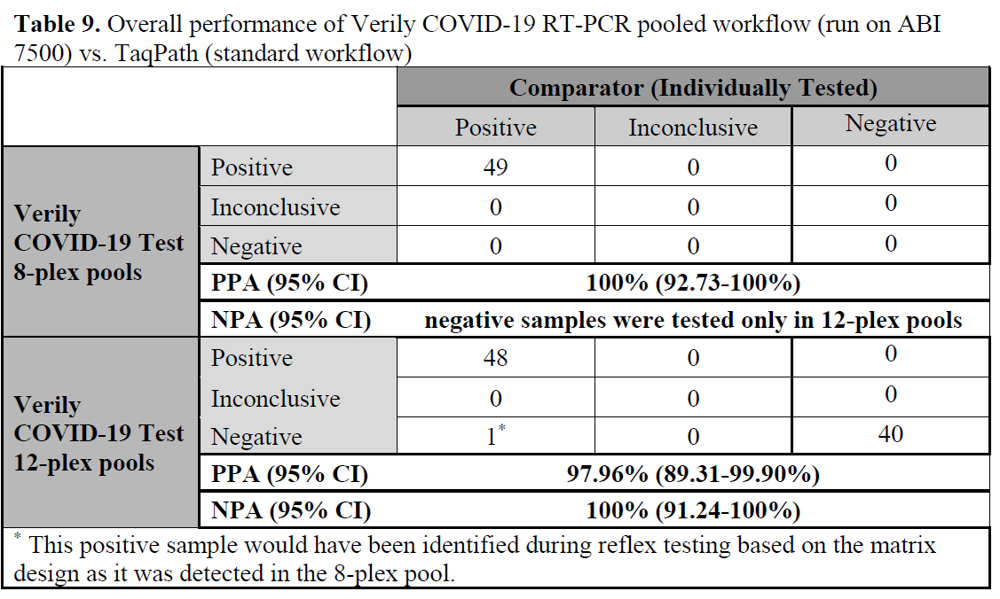 Table 9. Overall performance of Verily COVID-19 RT-PCR pooled workflow (run on ABI
7500) vs. TaqPath (standard workflow)
Comparator (Individually Tested)
Positive Inconclusive Negative
Verily
COVID-19 Test
8-plex pools
Positive 49 0 0
Inconclusive 0 0 0
Negative 0 0 0
PPA (95% CI) 100% (92.73-100%)
NPA (95% CI) negative samples were tested only in 12-plex pools
Verily
COVID-19 Test
12-plex pools
Positive 48 0 0
Inconclusive 0 0 0
Negative 1* 0 40
PPA (95% CI) 97.96% (89.31-99.90%)
NPA (95% CI) 100% (91.24-100%)
* This positive sample would have been identified during reflex testing based on the matrix
design as it was detected in the 8-plex pool.